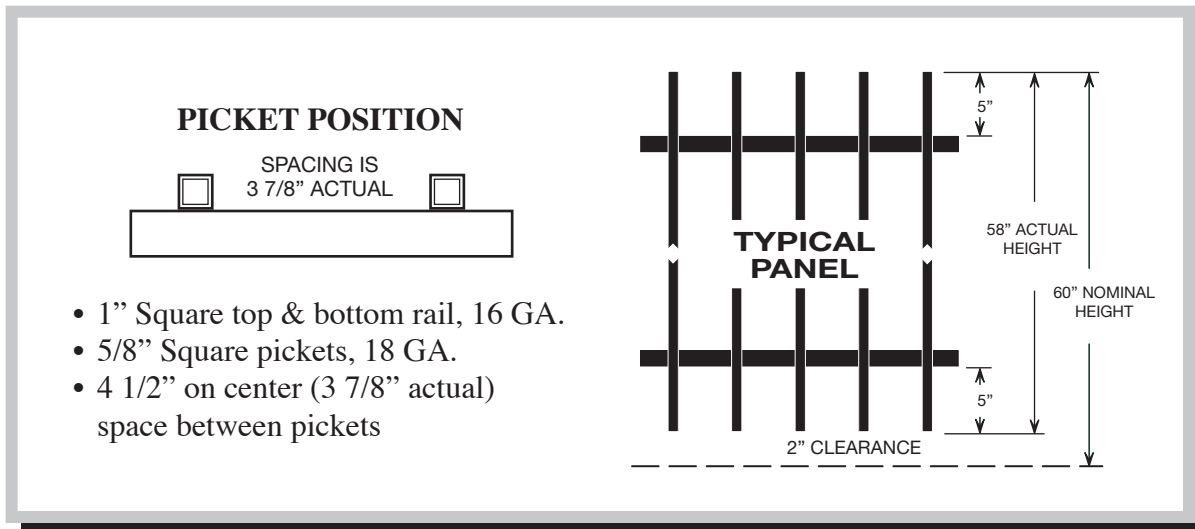 PICKET POSITION
SPACING IS
3 7/8” ACTUAL
• 1” Square top & bottom rail, 16 GA.
• 5/8” Square pickets, 18 GA.
• 4 1/2” on center (3 7/8” actual)
space between pickets
5”
TYPICAL
PANEL
58” ACTUAL
HEIGHT
60” NOMINAL
HEIGHT
5”
2” CLEARANCE